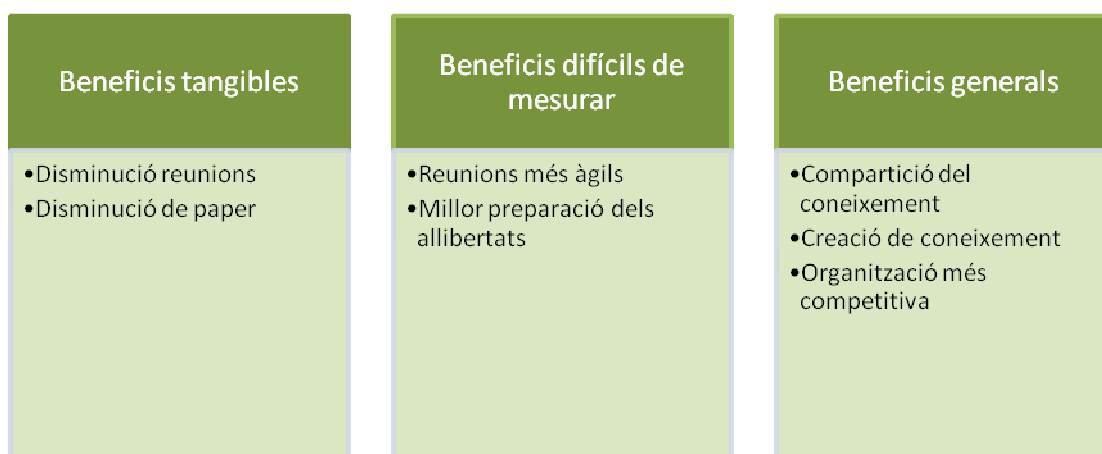 Beneficis tangibles
•Disminució reunions
•Disminució de paper
Beneficis difícils de
mesurar
•Reunions més àgils
•Millor preparació dels
allibertats
Beneficis generals
•Compartició del
coneixement
•Creació de coneixement
•Organització més
competitiva